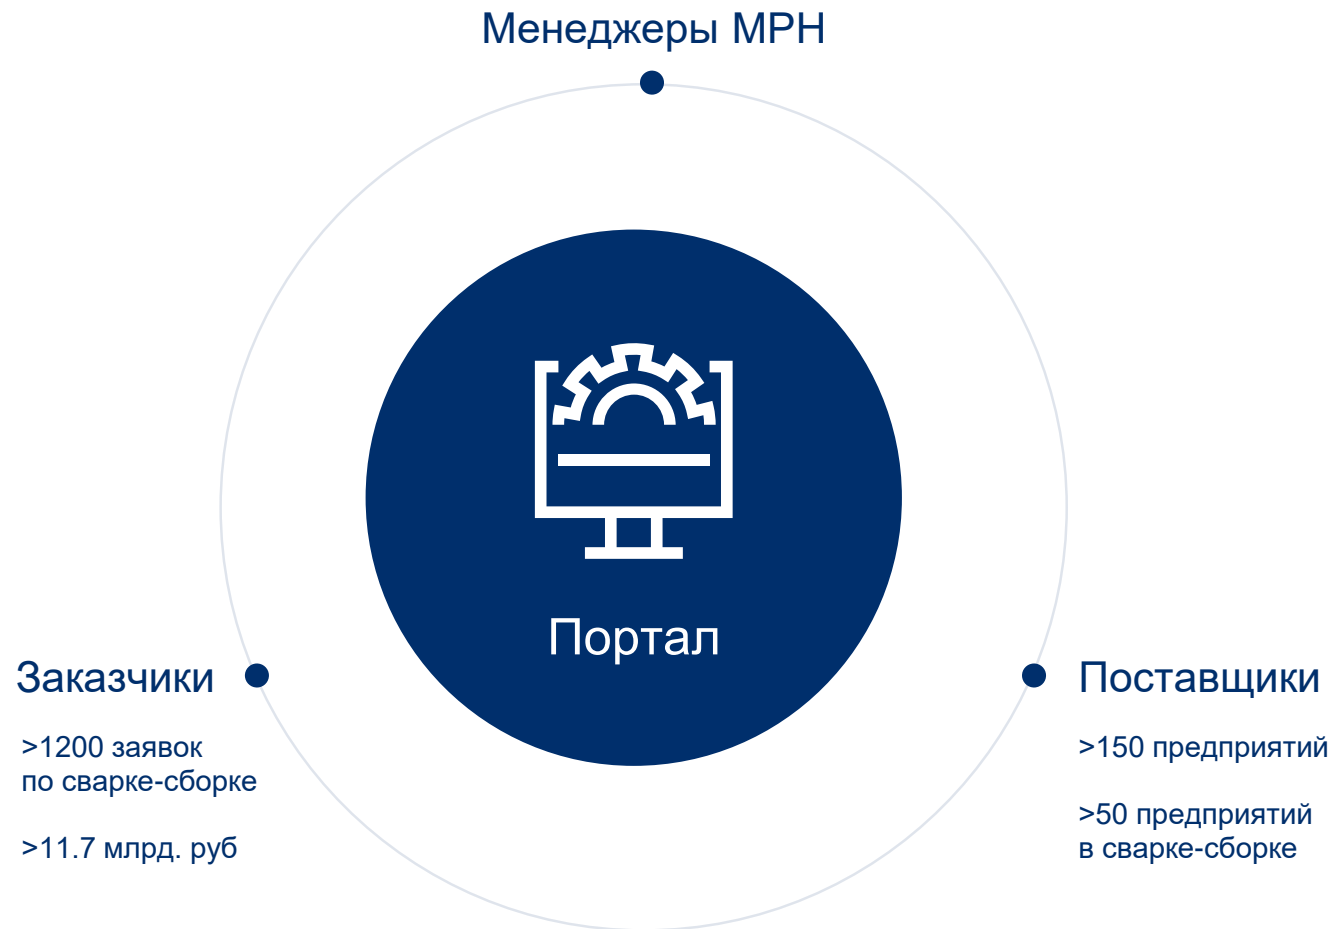 Менеджеры МРН
Портал
Заказчики
>1200 заявок
по сварке-сборке
>11.7 млрд. руб
Поставщики
>150 предприятий
>50 предприятий
в сварке-сборке